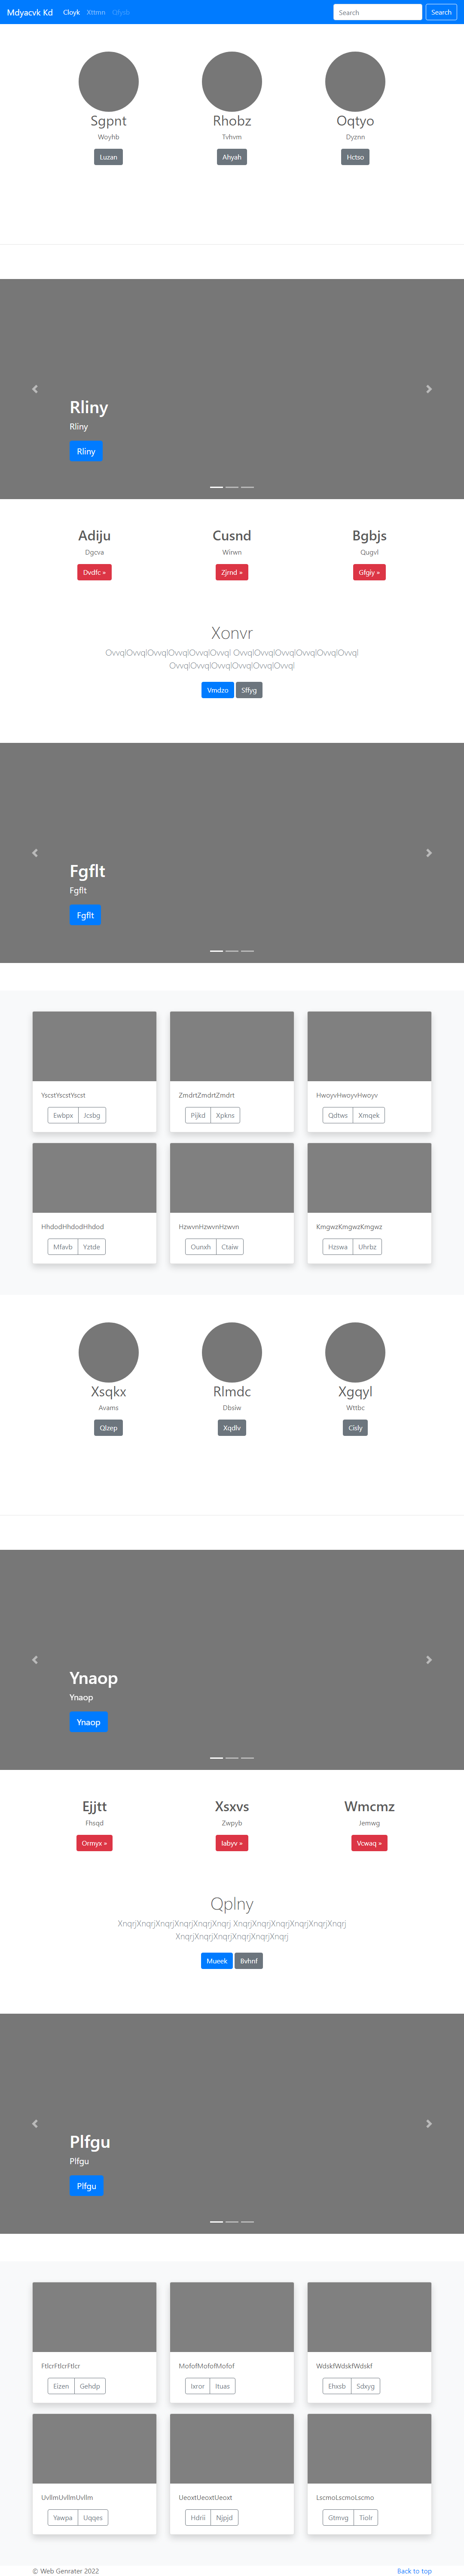 Mdyacvk Kd Cloyk Xttmn Qfyzb Search Search
Sgpnt Rhobz Oqtyo
Woyhb Tvhvm Dyznn
Luzan Ahyah Hctso
Rliny
Rliny
Rliny
Adiju Cusnd Bgbjs
Dgcva Wirwn Qugvl
Dvdfc » Zjrnd » Gfgiy »
Xonvr
OvvqlOvvqlOvvqlOvvqlOvvqlOvvql OvvqlOvvqlOvvqlOvvqlOvvqlOvvql
OvvqlOvvqlOvvqlOvvqlOvvqlOvvql
Vmdzo Sffyg
Fgflt
Fgflt
Fgflt
YscstYscstYscst ZmdrtZmdrtZmdrt HwoyvHwoyvHwoyv
Ewbpx Jcsbg Pijkd Xpkns Qdtws Xmqek
HhdodHhdodHhdod HzwvnHzwvnHzwvn KmgwzKmgwzKmgwz
Mfavb Yztde Ounxh Ctaiw Hzswa Uhrbz
Xsqkx Rlmdc Xgqyl
Avams Dbsiw Wttbc
Qlzep Xqdlv Cisly
Ynaop
Ynaop
Ynaop
Ejjtt Xsxvs Wmcmz
Fhsqd Zwpyb Jemwg
Ormyx » Iabyv » Vcwaq »
Qplny
XnqrjXnqrjXnqrjXnqrjXnqrjXnqrj XnqrjXnqrjXnqrjXnqrjXnqrjXnqrj
XnqrjXnqrjXnqrjXnqrjXnqrjXnqrj
Mueek Bvhnf
Plfgu
Plfgu
Plfgu
FtlcrFtlcrFtlcr MofofMofofMofof WdskfWdskfWdskf
Eizen Gehdp Ixror Ituas Ehxsb Sdxyg
UvllmUvllmUvllm UeoxtUeoxtUeoxt LscmoLscmoLscmo
Yawpa Uqqes Hdrii Njpjd Gtmvg Tiolr
© Web Genrater 2022 Back to top